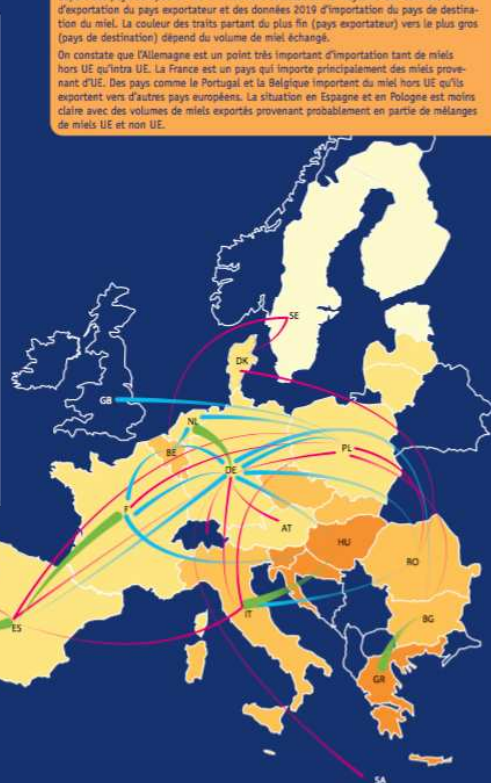 d'exportation du pays exportateur et des données 2019 d'importation du pays de destina-
tion du miel. La couleur des traits partant du plus fin (pays exportateur) vers le plus gros
(pays de destination) dépend du volume de miel échangé.
On constate que l'Allemagne est un point très important d'importation tant de miels
hors UE qu'intra UE. La France est un pays qui importe principalement des miels prove-
nant d'UE. Des pays comme le Portugal et la Belgique importent du miel hors UE qu'ils
exportent vers d'autres pays européens. La situation en Espagne et en Pologne est moins
claire avec des volumes de miels exportés provenant probablement en partie de mélanges
de miels UE et non UE.
SE
DK
GB
NL
BE
DE
PL
F
AT
HU
RO
IT
BG
ES
GR
SA